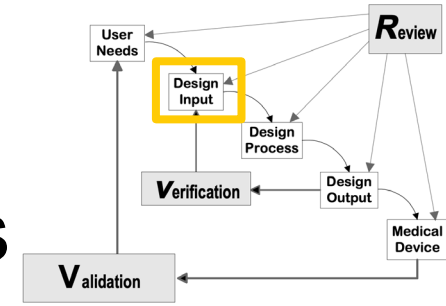 Review
User
Needs
Design
Input
Design
Process
Verification
Design
Output
s
Medical
Device
Validation